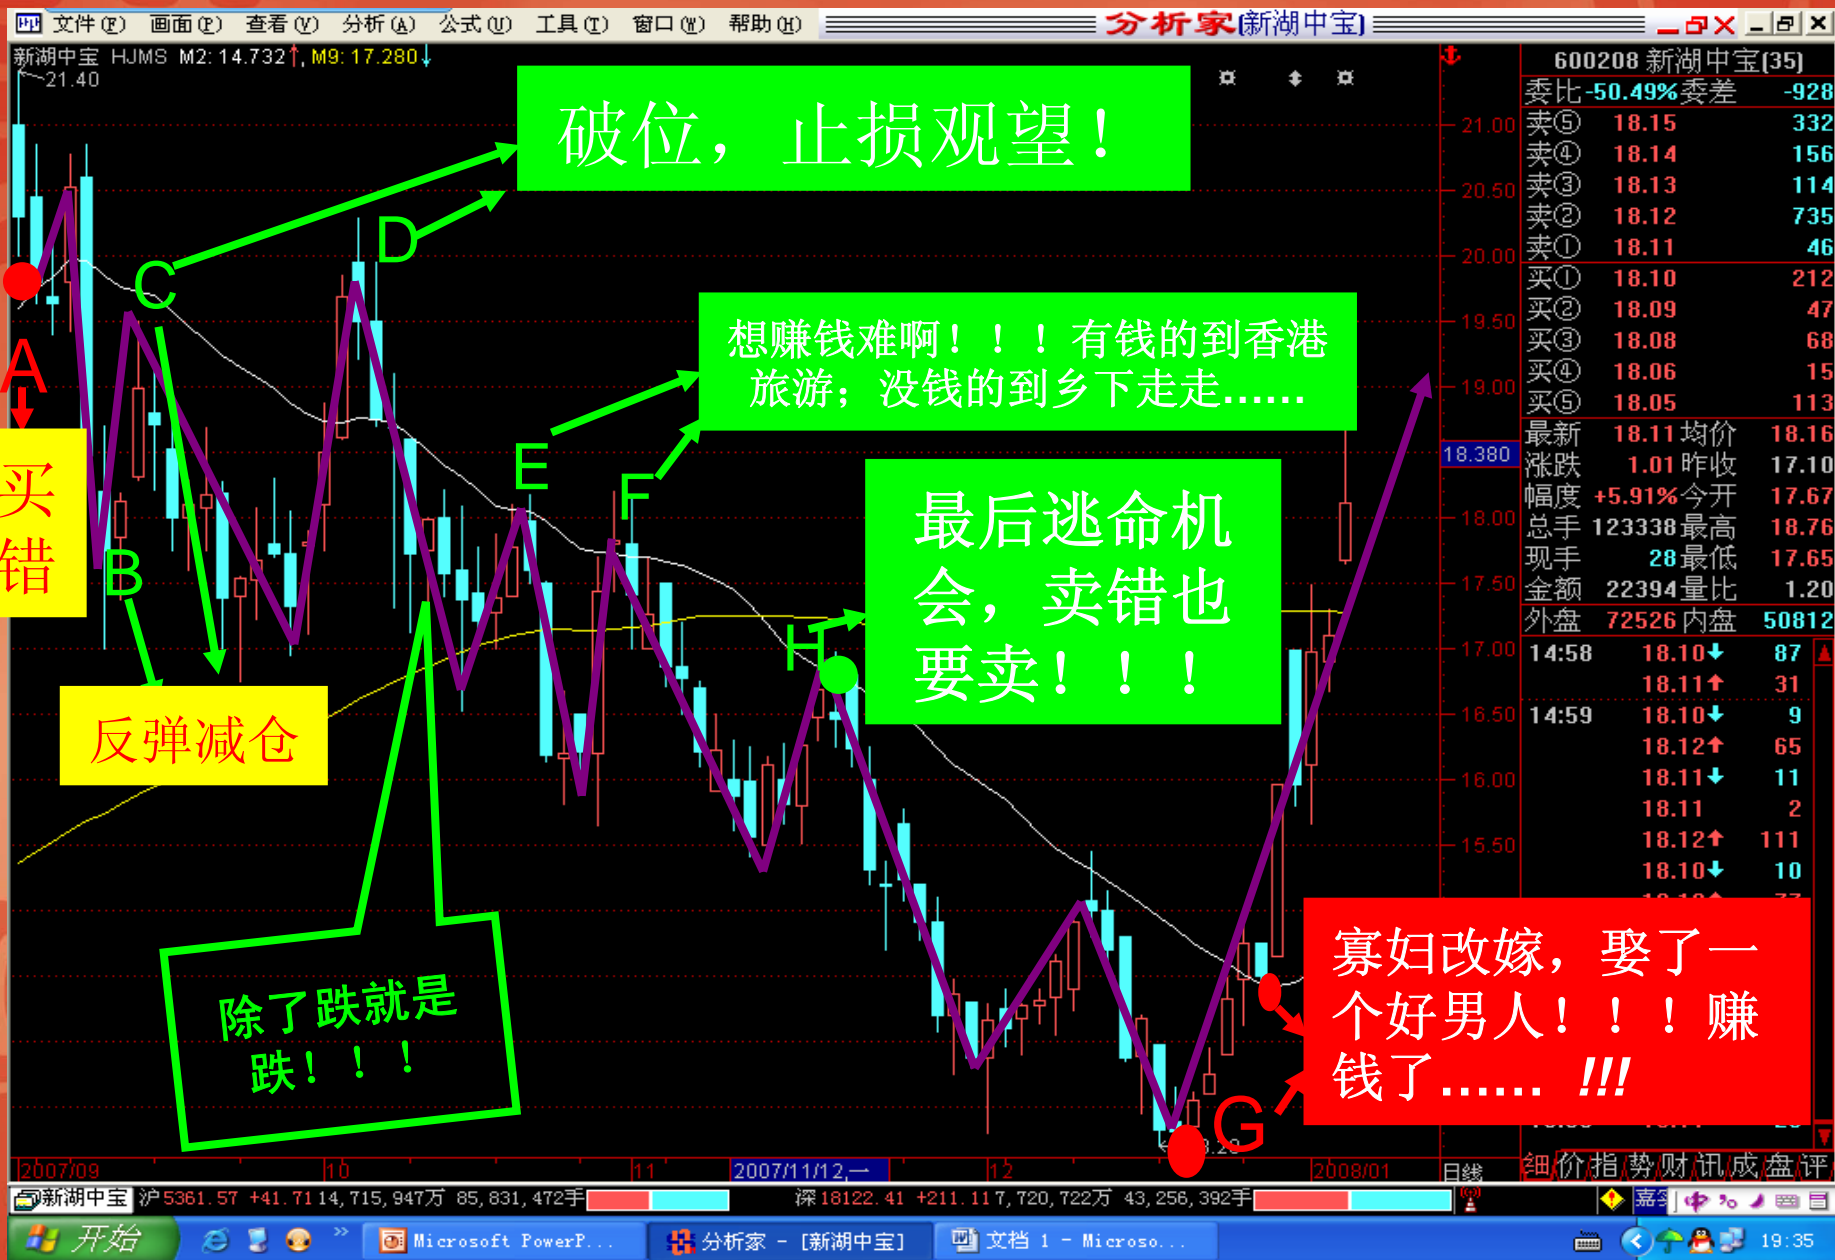 文件(F) 画面(P) 查看(V) 分析(A) 公式(U) 工具(T) 窗口(W) 帮助(H) 分析家[新湖中宝]
新湖中宝 HJMS M2:14.732↑,M9:17.280↓
21.40
破位，止损观望！
想赚钱难啊！！！有钱的到香港
旅游；没钱的到乡下走走……
最后逃命机
会，卖错也
要卖！！！
寡妇改嫁，娶了一
个好男人！！！赚
钱了…… !!!
买
错
反弹减仓
除了跌就是
跌！！！
A
B
C
D
E
F
H
G
21.00
20.50
20.00
19.50
19.00
18.380
18.00
17.50
17.00
16.50
16.00
15.50
600208 新湖中宝(35)
委比 -50.49% 委差 -928
卖⑤ 18.15 332
卖④ 18.14 156
卖③ 18.13 114
卖② 18.12 735
卖① 18.11 46
买① 18.10 212
买② 18.09 47
买③ 18.08 68
买④ 18.06 15
买⑤ 18.05 113
最新 18.11 均价 18.16
涨跌 1.01 昨收 17.10
幅度 +5.91% 今开 17.67
总手 123338 最高 18.76
现手 28 最低 17.65
金额 22394 量比 1.20
外盘 72526 内盘 50812
14:58 18.10↓ 87
18.11↑ 31
14:59 18.10↓ 9
18.12↑ 65
18.11↓ 11
18.11 2
18.12↑ 111
18.10↓ 10
2007/09 10 11 2007/11/12,一 12 2008/01 日线
细 价 指 势 财 讯 成 盘 评
新湖中宝 沪5361.57 +41.71 14,715,947万 85,831,472手 深18122.41 +211.11 7,720,722万 43,256,392手
开始 Microsoft PowerP... 分析家 - [新湖中宝] 文档 1 - Microso... 19:35